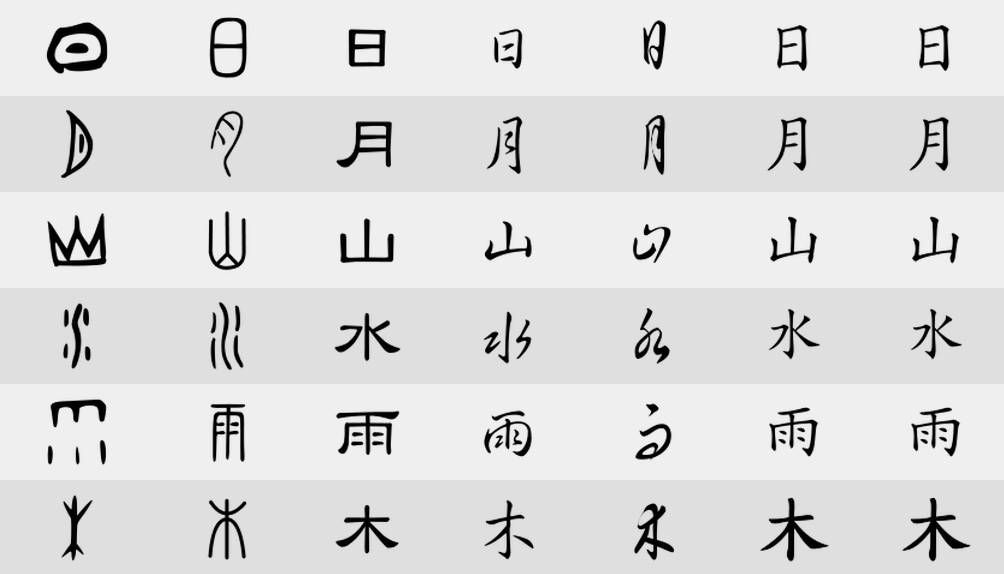 日 日 日 日 日 日 日
月 月 月 月 月 月 月
山 山 山 山 山 山 山
水 水 水 水 水 水 水
雨 雨 雨 雨 雨 雨 雨
木 木 木 木 木 木 木